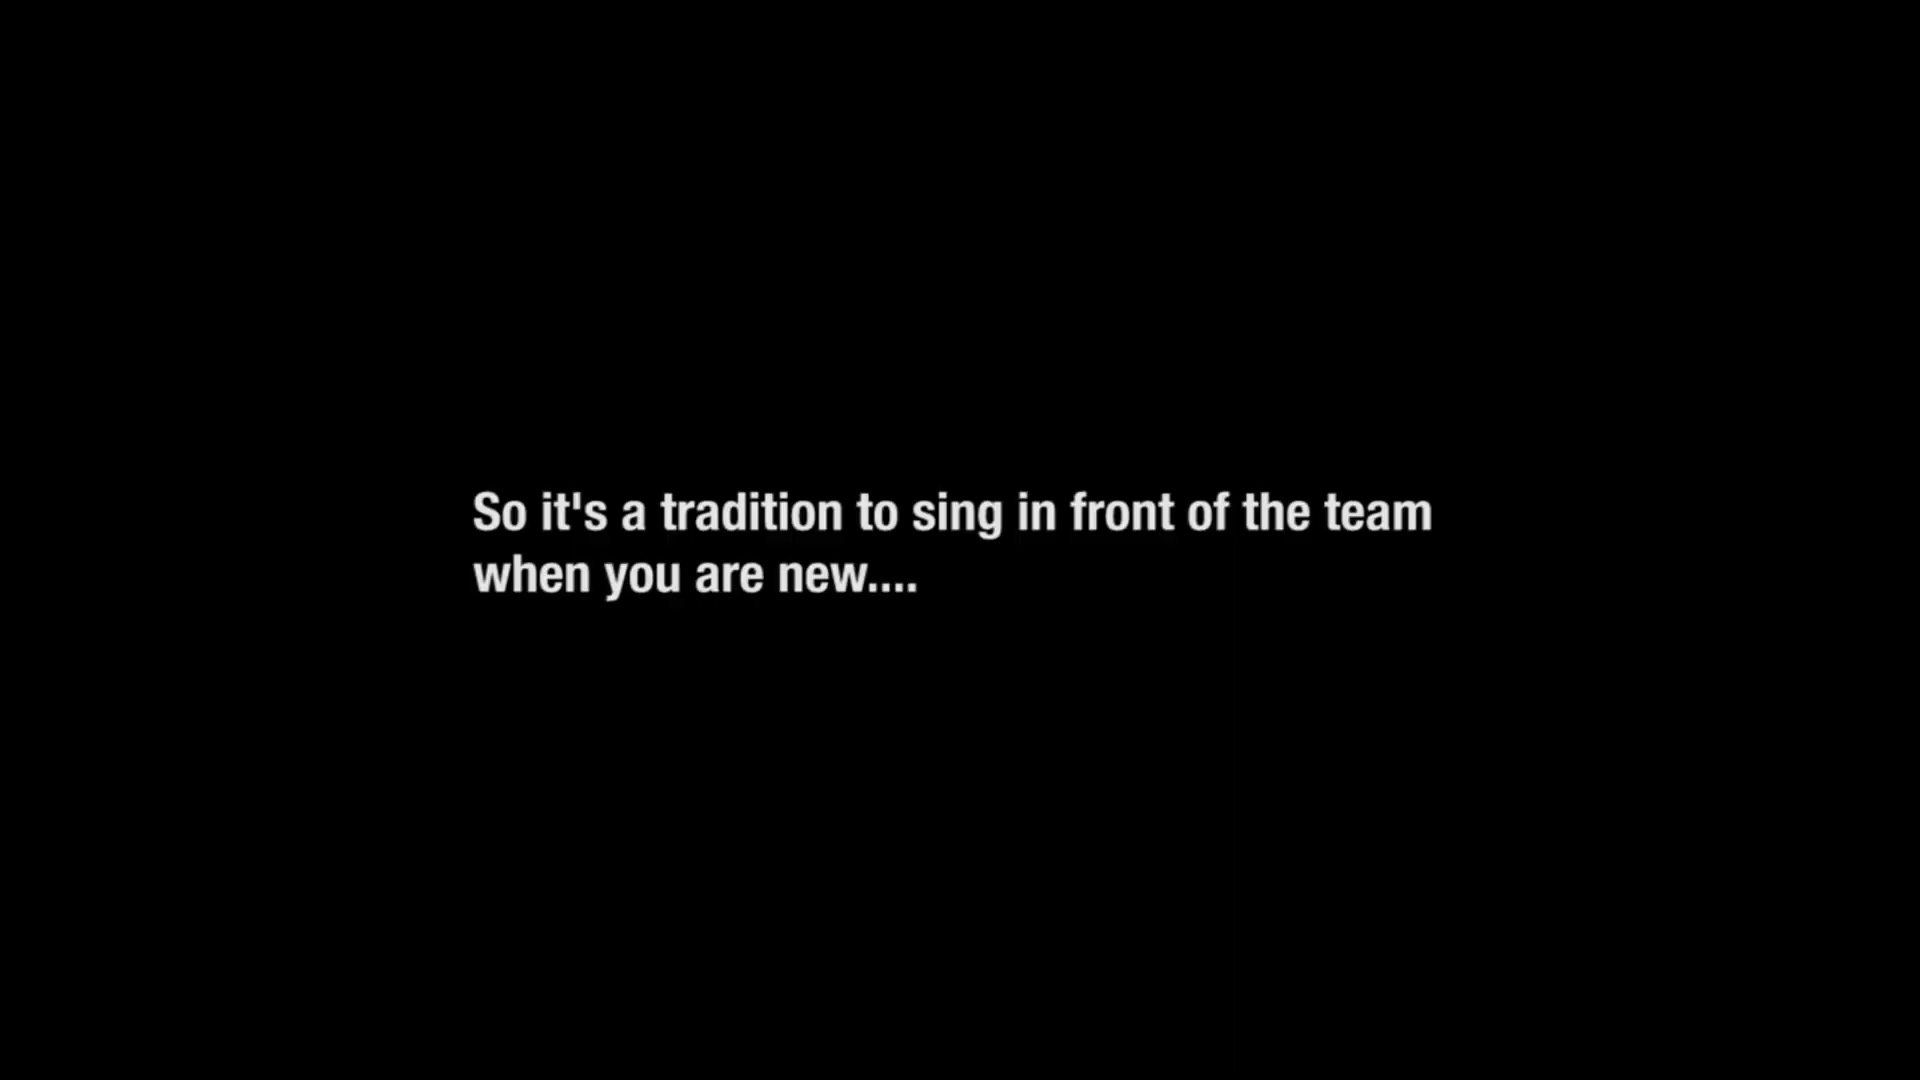 So it's a tradition to sing in front of the team
when you are new....